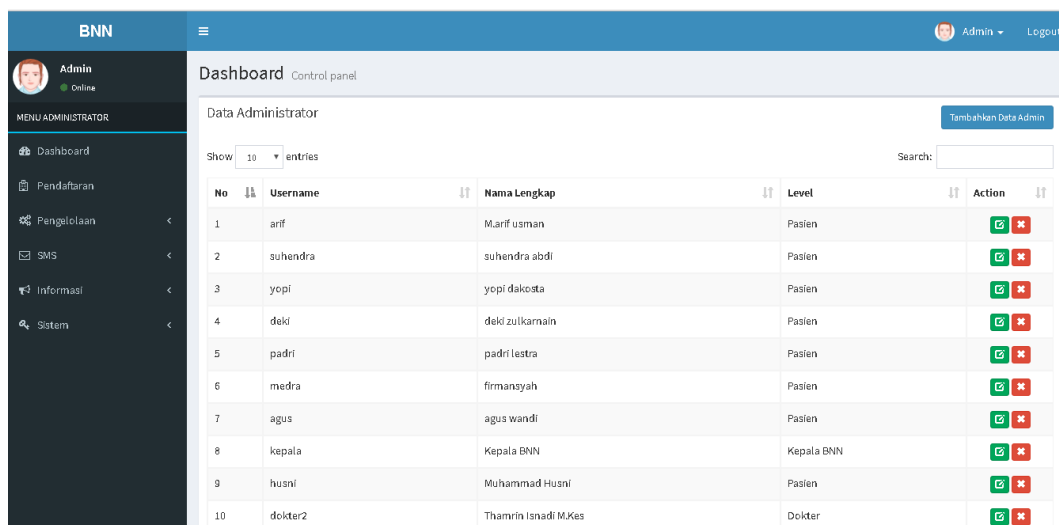 BNN
Admin
Logout
Admin
Online
MENU ADMINISTRATOR
Dashboard
Pendaftaran
Pengelolaan
SMS
Informasi
Sistem
Dashboard Control panel
Data Administrator
Tambahkan Data Admin
Show 10 entries
Search:
No Username Nama Lengkap Level Action
1 arif M.arif usman Pasien
2 suhendra suhendra abdi Pasien
3 yopi yopi dakosta Pasien
4 deki deki zulkarnain Pasien
5 padri padri lestra Pasien
6 medra firmansyah Pasien
7 agus agus wandi Pasien
8 kepala Kepala BNN Kepala BNN
9 husni Muhammad Husni Pasien
10 dokter2 Thamrin Isnadi M.Kes Dokter